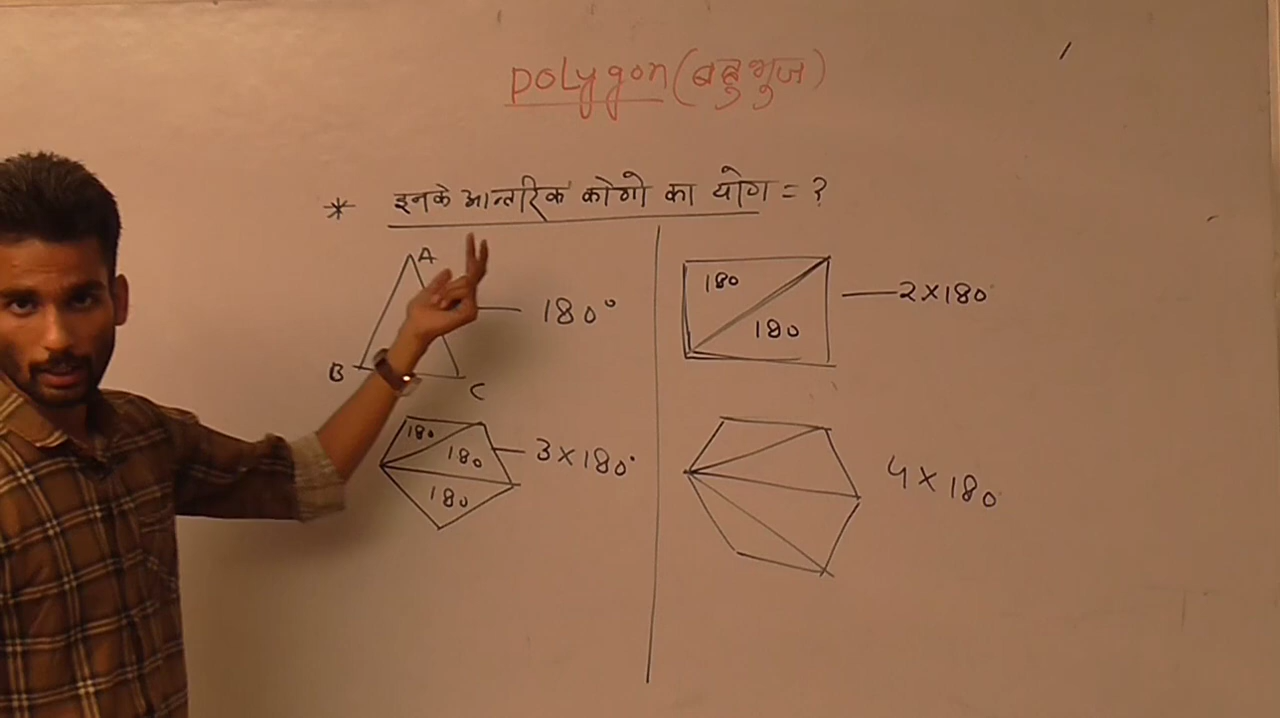 polygon (बहुभुज)
* इनके आन्तरिक कोणो का योग = ?
A
B
C
180°
180
180
2 × 180°
180
180
180
3 × 180°
4 × 180°